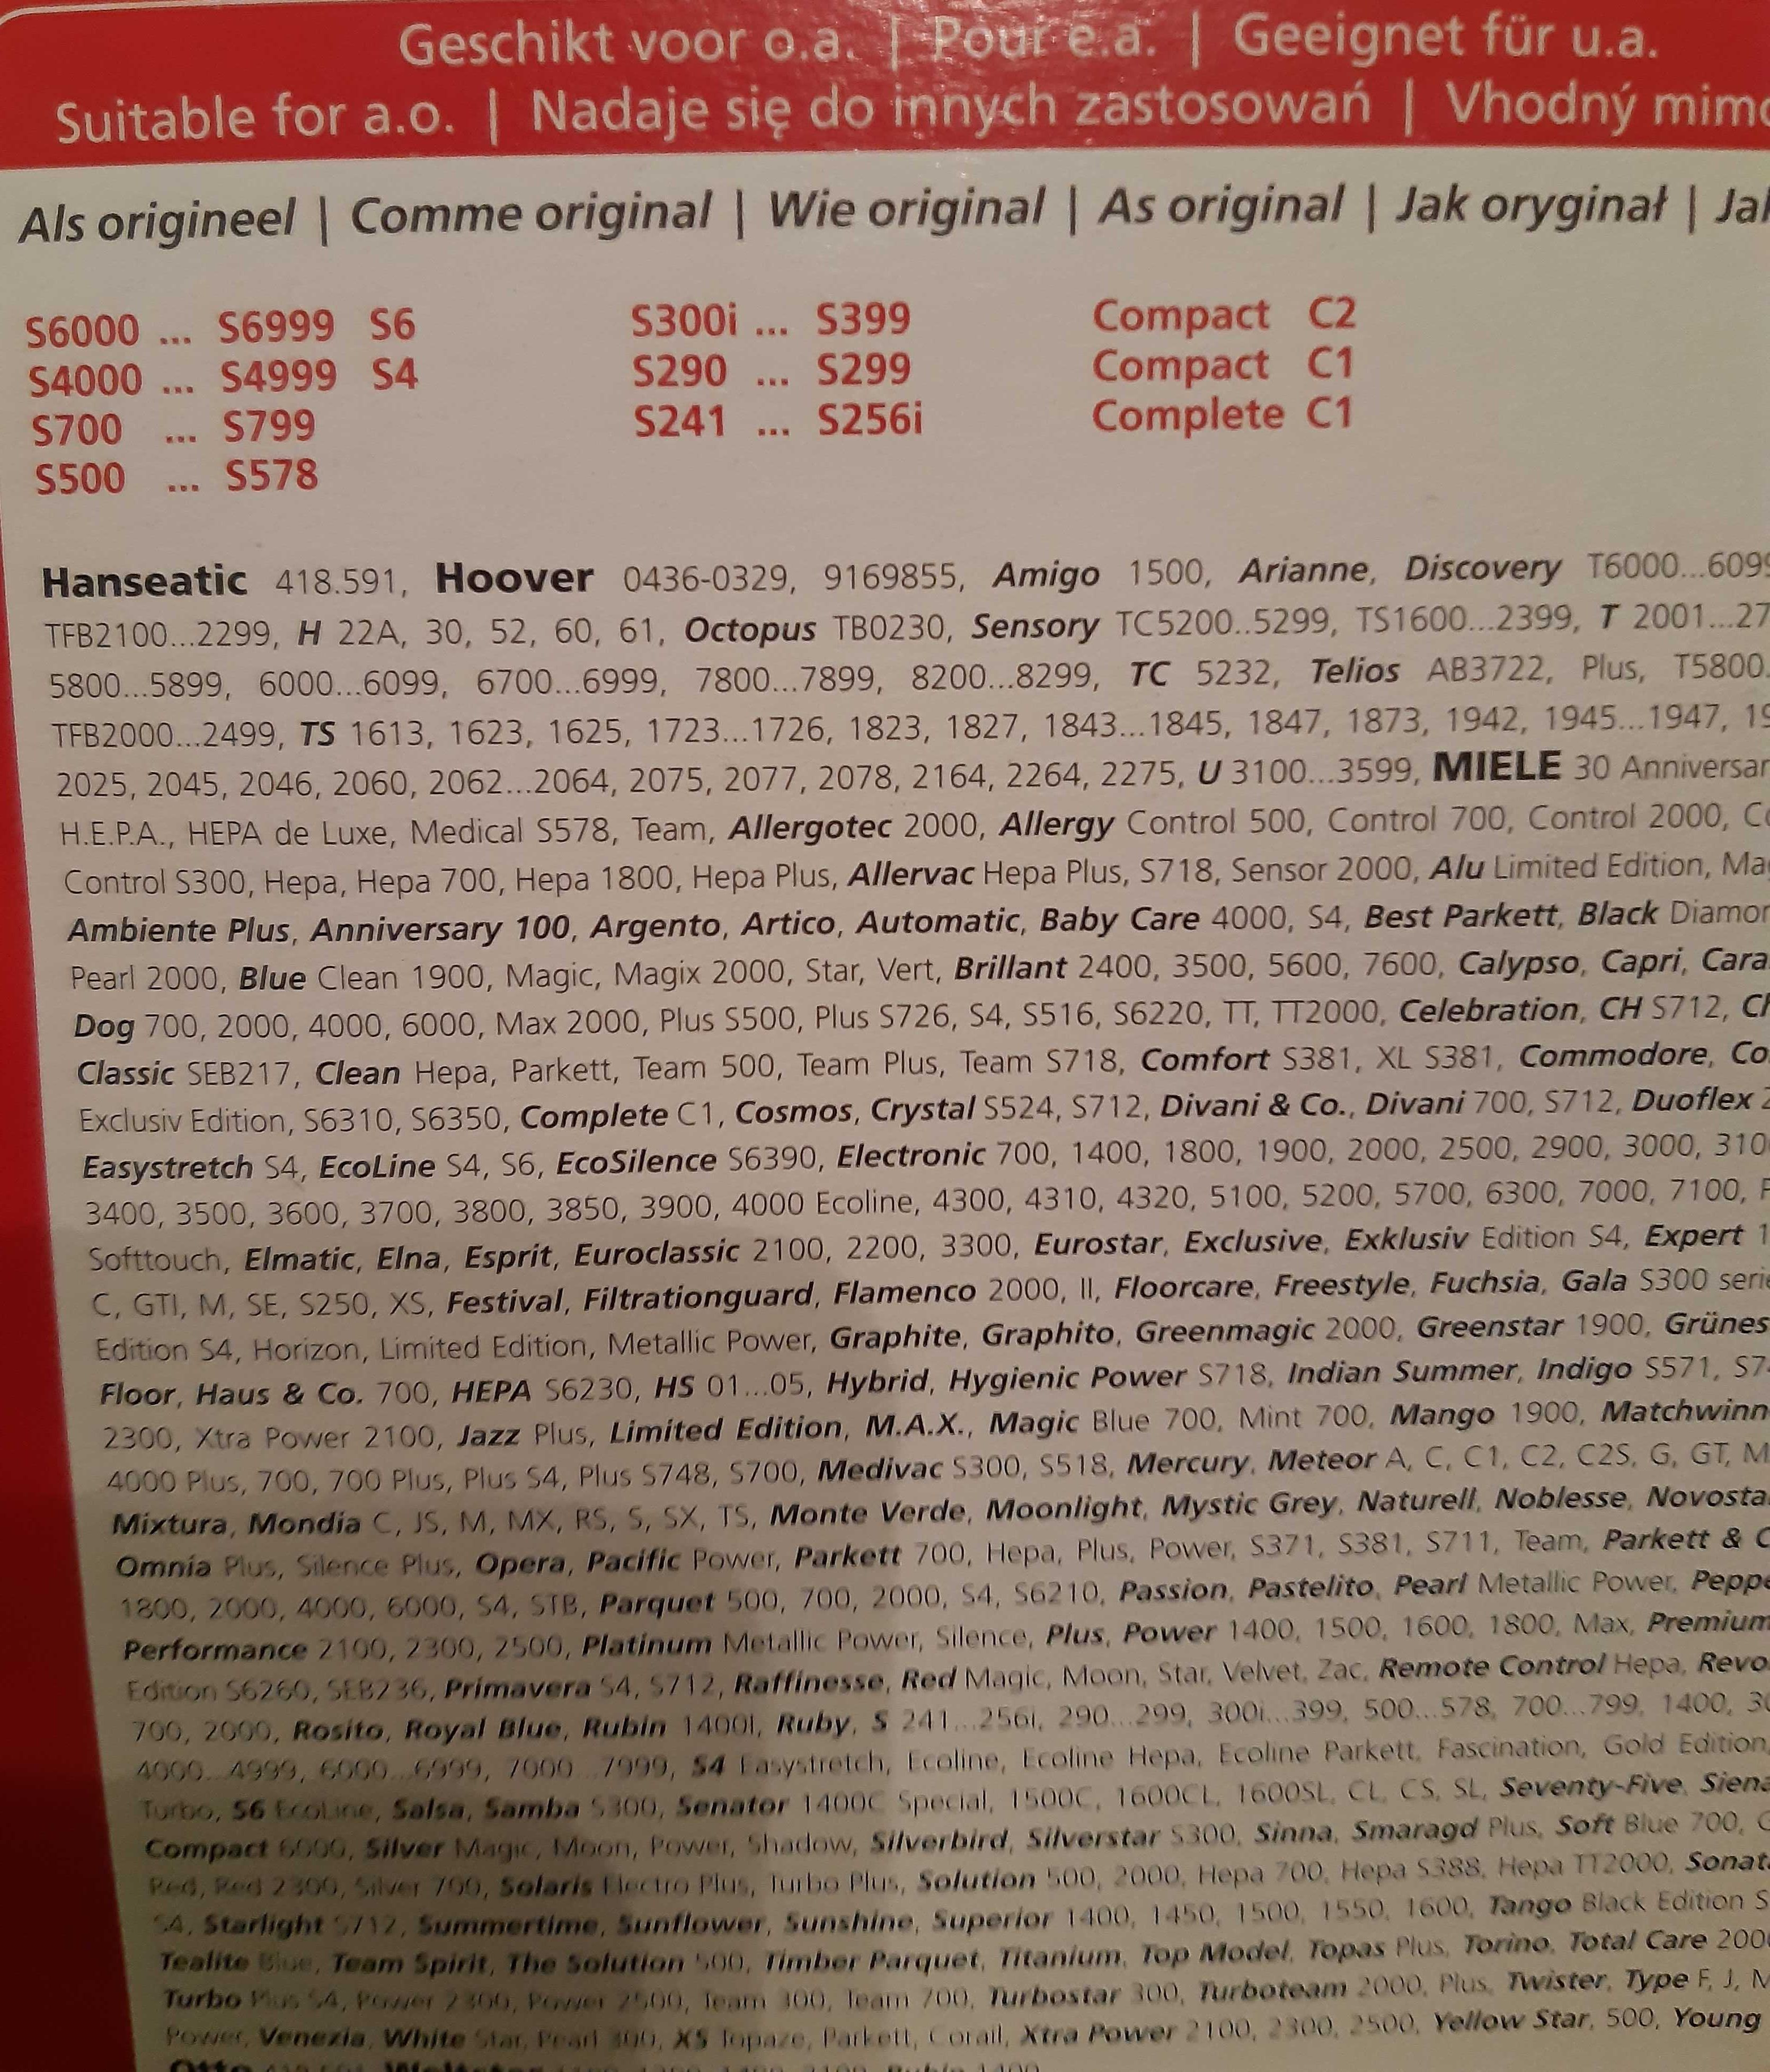 Geschikt voor o.a. | Pour e.a. | Geeignet für u.a.
Suitable for a.o. | Nadaje się do innych zastosowań | Vhodný mimo
Als origineel | Comme original | Wie original | As original | Jak oryginał | Jak
S6000 ... S6999 S6 S300i ... S399 Compact C2
S4000 ... S4999 S4 S290 ... S299 Compact C1
S700 ... S799 S241 ... S256i Complete C1
S500 ... S578
Hanseatic 418.591, Hoover 0436-0329, 9169855, Amigo 1500, Arianne, Discovery T6000...6099
TFB2100...2299, H 22A, 30, 52, 60, 61, Octopus TB0230, Sensory TC5200..5299, TS1600...2399, T 2001...27
5800...5899, 6000...6099, 6700...6999, 7800...7899, 8200...8299, TC 5232, Telios AB3722, Plus, T5800.
TFB2000...2499, TS 1613, 1623, 1625, 1723...1726, 1823, 1827, 1843...1845, 1847, 1873, 1942, 1945...1947, 19
2025, 2045, 2046, 2060, 2062...2064, 2075, 2077, 2078, 2164, 2264, 2275, U 3100...3599, MIELE 30 Anniversar
H.E.P.A., HEPA de Luxe, Medical S578, Team, Allergotec 2000, Allergy Control 500, Control 700, Control 2000, Co
Control S300, Hepa, Hepa 700, Hepa 1800, Hepa Plus, Allervac Hepa Plus, S718, Sensor 2000, Alu Limited Edition, Mag
Ambiente Plus, Anniversary 100, Argento, Artico, Automatic, Baby Care 4000, S4, Best Parkett, Black Diamon
Pearl 2000, Blue Clean 1900, Magic, Magix 2000, Star, Vert, Brillant 2400, 3500, 5600, 7600, Calypso, Capri, Cara
Dog 700, 2000, 4000, 6000, Max 2000, Plus S500, Plus S726, S4, S516, S6220, TT, TT2000, Celebration, CH S712, Ch
Classic SEB217, Clean Hepa, Parkett, Team 500, Team Plus, Team S718, Comfort S381, XL S381, Commodore, Co
Exclusiv Edition, S6310, S6350, Complete C1, Cosmos, Crystal S524, S712, Divani & Co., Divani 700, S712, Duoflex 2
Easystretch S4, EcoLine S4, S6, EcoSilence S6390, Electronic 700, 1400, 1800, 1900, 2000, 2500, 2900, 3000, 310
3400, 3500, 3600, 3700, 3800, 3850, 3900, 4000 Ecoline, 4300, 4310, 4320, 5100, 5200, 5700, 6300, 7000, 7100, P
Softtouch, Elmatic, Elna, Esprit, Euroclassic 2100, 2200, 3300, Eurostar, Exclusive, Exklusiv Edition S4, Expert 1
C, GTI, M, SE, S250, XS, Festival, Filtrationguard, Flamenco 2000, II, Floorcare, Freestyle, Fuchsia, Gala S300 serie
Edition S4, Horizon, Limited Edition, Metallic Power, Graphite, Graphito, Greenmagic 2000, Greenstar 1900, Grünes
Floor, Haus & Co. 700, HEPA S6230, HS 01...05, Hybrid, Hygienic Power S718, Indian Summer, Indigo S571, S7
2300, Xtra Power 2100, Jazz Plus, Limited Edition, M.A.X., Magic Blue 700, Mint 700, Mango 1900, Matchwinn
4000 Plus, 700, 700 Plus, Plus S4, Plus S748, S700, Medivac S300, S518, Mercury, Meteor A, C, C1, C2, C2S, G, GT, M
Mixtura, Mondia C, JS, M, MX, RS, S, SX, TS, Monte Verde, Moonlight, Mystic Grey, Naturell, Noblesse, Novosta
Omnia Plus, Silence Plus, Opera, Pacific Power, Parkett 700, Hepa, Plus, Power, S371, S381, S711, Team, Parkett & C
1800, 2000, 4000, 6000, S4, STB, Parquet 500, 700, 2000, S4, S6210, Passion, Pastelito, Pearl Metallic Power, Peppe
Performance 2100, 2300, 2500, Platinum Metallic Power, Silence, Plus, Power 1400, 1500, 1600, 1800, Max, Premium
Edition S6260, SEB236, Primavera S4, S712, Raffinesse, Red Magic, Moon, Star, Velvet, Zac, Remote Control Hepa, Revo
700, 2000, Rosito, Royal Blue, Rubin 1400I, Ruby, S 241...256i, 290...299, 300i...399, 500...578, 700...799, 1400, 30
4000...4999, 6000...6999, 7000...7999, S4 Easystretch, Ecoline, Ecoline Hepa, Ecoline Parkett, Fascination, Gold Edition,
Turbo, S6 EcoLine, Salsa, Samba S300, Senator 1400C Special, 1500C, 1600CL, 1600SL, CL, CS, SL, Seventy-Five, Siena
Compact 6000, Silver Magic, Moon, Power, Shadow, Silverbird, Silverstar S300, Sinna, Smaragd Plus, Soft Blue 700, G
Red, Red 2300, Silver 700, Solaris Electro Plus, Turbo Plus, Solution 500, 2000, Hepa 700, Hepa S388, Hepa TT2000, Sonat
S4, Starlight S712, Summertime, Sunflower, Sunshine, Superior 1400, 1450, 1500, 1550, 1600, Tango Black Edition S
Tealite Blue, Team Spirit, The Solution 500, Timber Parquet, Titanium, Top Model, Topas Plus, Torino, Total Care 200
Turbo Plus S4, Power 2300, Power 2500, Team 300, Team 700, Turbostar 300, Turboteam 2000, Plus, Twister, Type F, J, M
Power, Venezia, White Star, Pearl 300, XS Topaze, Parkett, Corail, Xtra Power 2100, 2300, 2500, Yellow Star, 500, Young
Otto